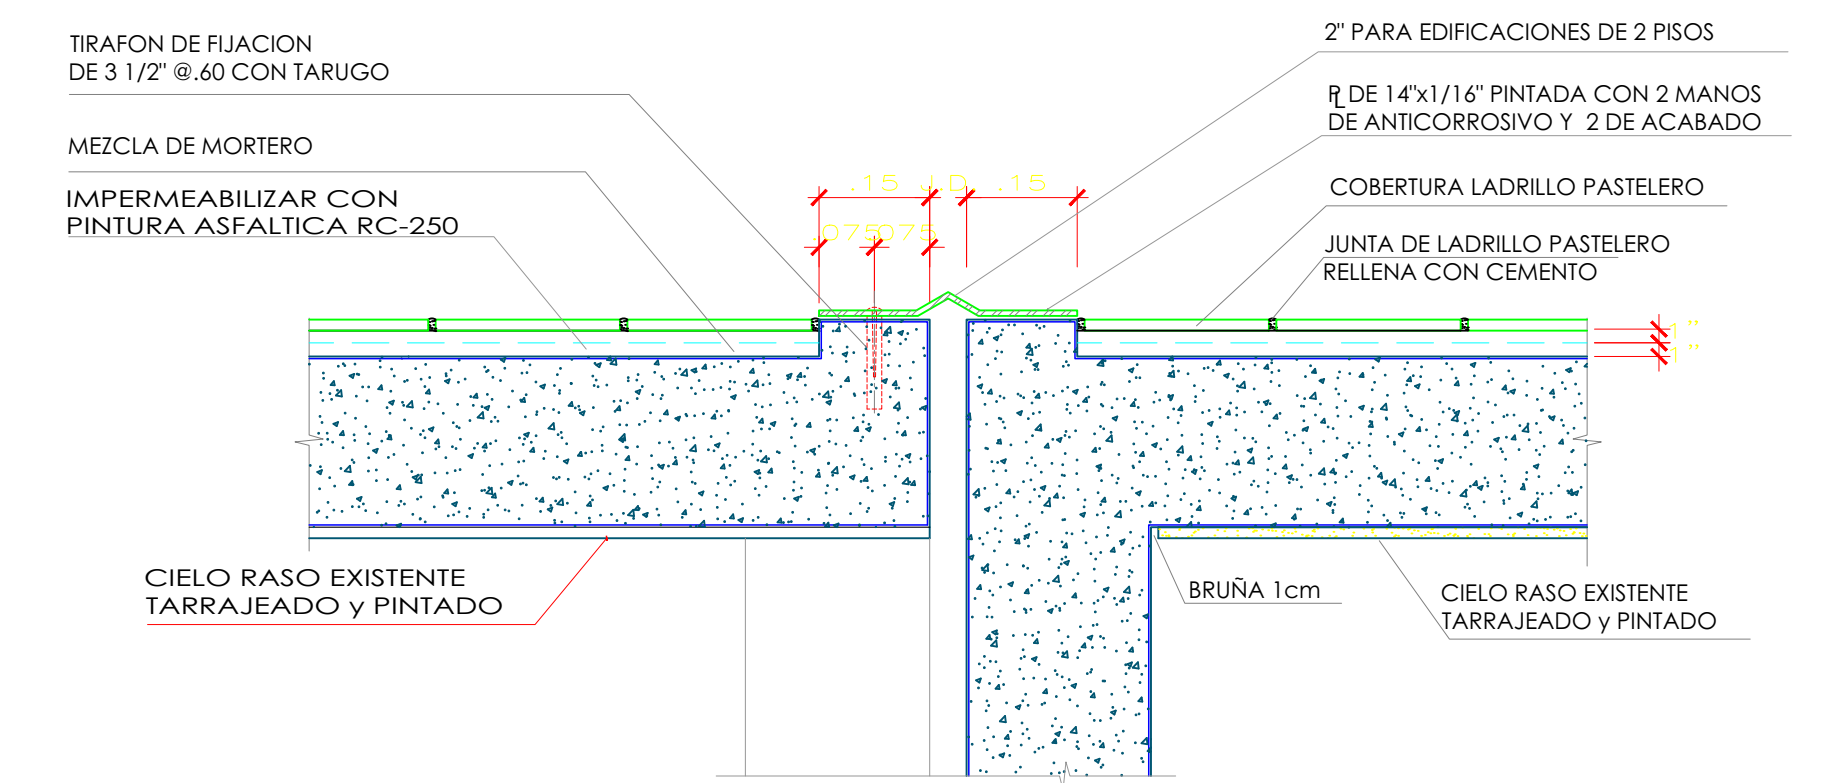 TIRAFON DE FIJACION
DE 3 1/2" @.60 CON TARUGO
MEZCLA DE MORTERO
IMPERMEABILIZAR CON
PINTURA ASFALTICA RC-250
2" PARA EDIFICACIONES DE 2 PISOS
PL DE 14"x1/16" PINTADA CON 2 MANOS
DE ANTICORROSIVO Y 2 DE ACABADO
COBERTURA LADRILLO PASTELERO
JUNTA DE LADRILLO PASTELERO
RELLENA CON CEMENTO
.15 J.D. .15
.075 .075
1"
1"
CIELO RASO EXISTENTE
TARRAJEADO y PINTADO
BRUÑA 1cm
CIELO RASO EXISTENTE
TARRAJEADO y PINTADO